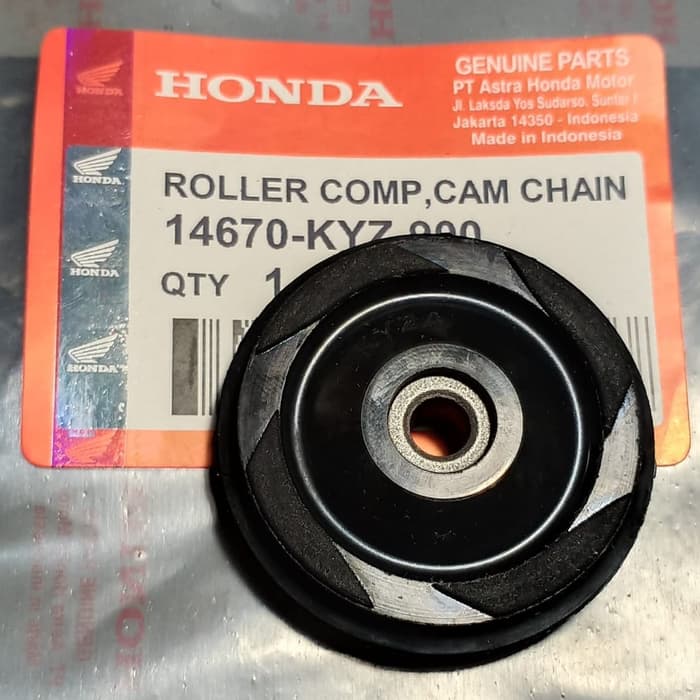 HONDA
GENUINE PARTS
PT Astra Honda Motor
Jl. Laksda Yos Sudarso. Sunter I
Jakarta 14350 - Indonesia
Made in Indonesia
HONDA
HONDA
HONDA
HONDA
ROLLER COMP,CAM CHAIN
14670-KYZ-900
QTY 1